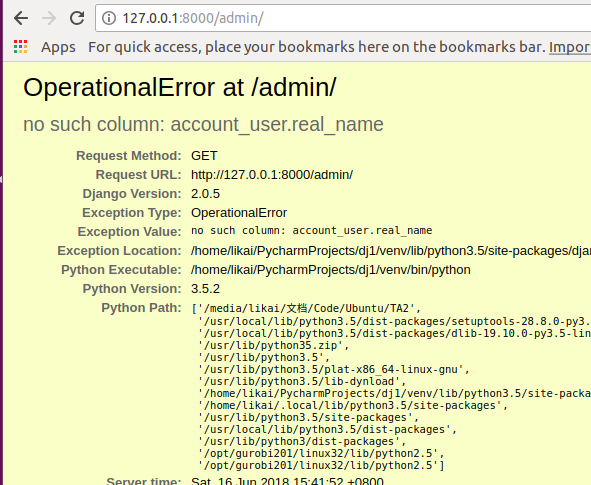 127.0.0.1:8000/admin/
Apps For quick access, place your bookmarks here on the bookmarks bar. Impor
OperationalError at /admin/
no such column: account_user.real_name
Request Method: GET
Request URL: http://127.0.0.1:8000/admin/
Django Version: 2.0.5
Exception Type: OperationalError
Exception Value: no such column: account_user.real_name
Exception Location: /home/likai/PycharmProjects/dj1/venv/lib/python3.5/site-packages/djan
Python Executable: /home/likai/PycharmProjects/dj1/venv/bin/python
Python Version: 3.5.2
Python Path: ['/media/likai/文档/Code/Ubuntu/TA2',
'/usr/local/lib/python3.5/dist-packages/setuptools-28.8.0-py3.
'/usr/local/lib/python3.5/dist-packages/dlib-19.10.0-py3.5-lin
'/usr/lib/python35.zip',
'/usr/lib/python3.5',
'/usr/lib/python3.5/plat-x86_64-linux-gnu',
'/usr/lib/python3.5/lib-dynload',
'/home/likai/PycharmProjects/dj1/venv/lib/python3.5/site-packa
'/home/likai/.local/lib/python3.5/site-packages',
'/usr/lib/python3.5/site-packages',
'/usr/local/lib/python3.5/dist-packages',
'/usr/lib/python3/dist-packages',
'/opt/gurobi201/linux32/lib/python2.5',
'/opt/gurobi201/linux32/lib/python2.5']
Server time: Sat, 16 Jun 2018 15:41:52 +0800